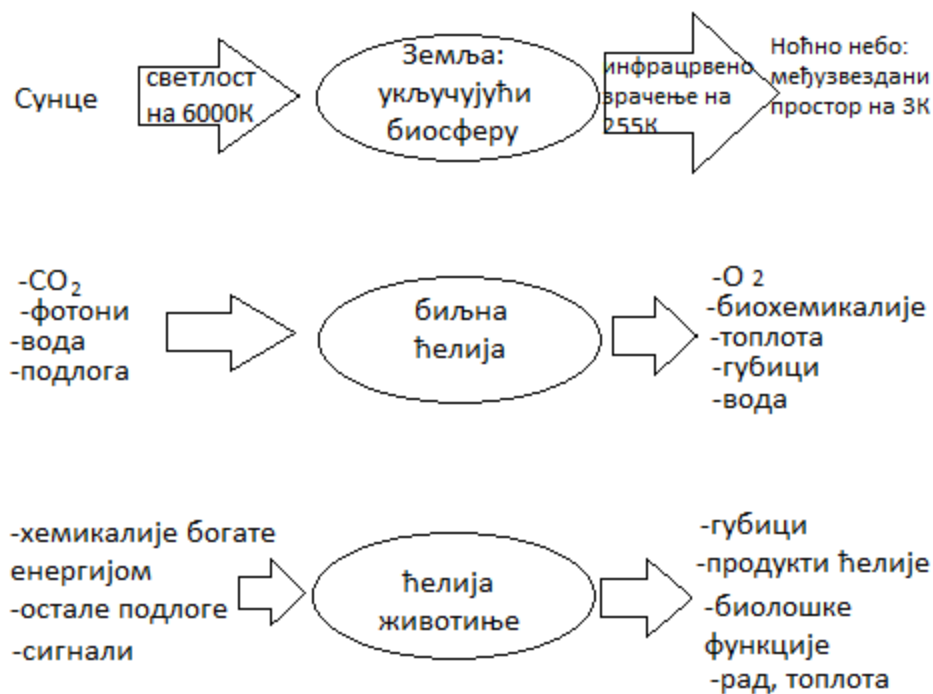 Сунце
светлост
на 6000К
Земља:
укључујући
биосферу
инфрацрвено
зрачење на
255К
Ноћно небо:
међузвездани
простор на 3К
-CO₂
-фотони
-вода
-подлога
биљна
ћелија
-О 2
-биохемикалије
-топлота
-губици
-вода
-хемикалије богате
енергијом
-остале подлоге
-сигнали
ћелија
животиње
-губици
-продукти ћелије
-биолошке
функције
-рад, топлота